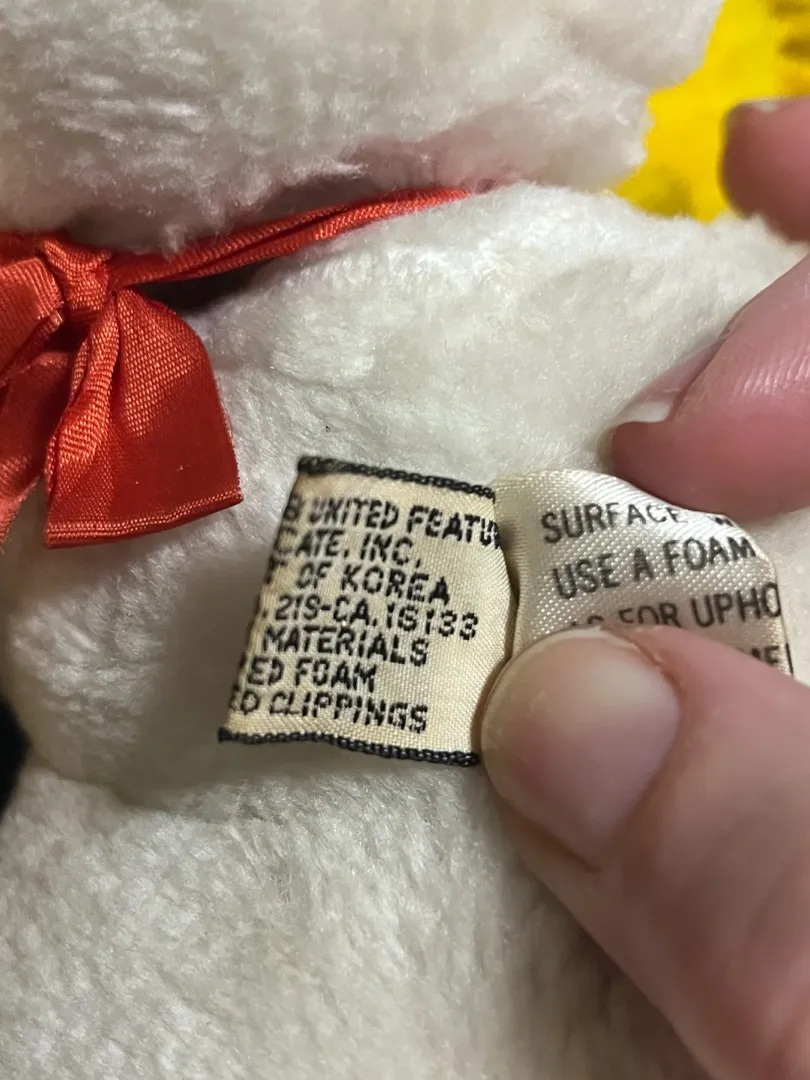 UNITED FEATU
CATE, INC.
OF KOREA
21S-CA.15133
MATERIALS
ED FOAM
ED CLIPPINGS
SURFACE
USE A FOAM
FOR UPHO